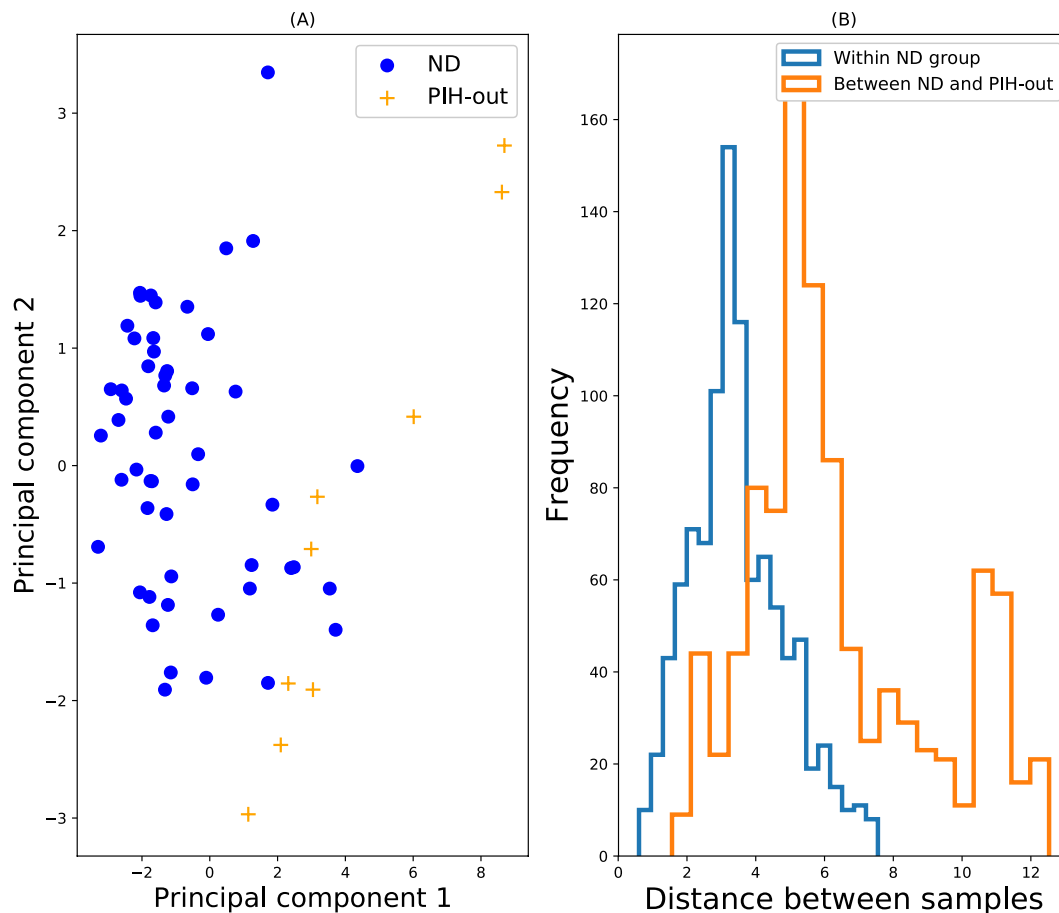 (A)
ND
PIH-out
3
2
1
0
−1
−2
−3
−2
0
2
4
6
8
Principal component 2
Principal component 1
(B)
Within ND group
Between ND and PIH-out
160
140
120
100
80
60
40
20
0
0
2
4
6
8
10
12
Frequency
Distance between samples